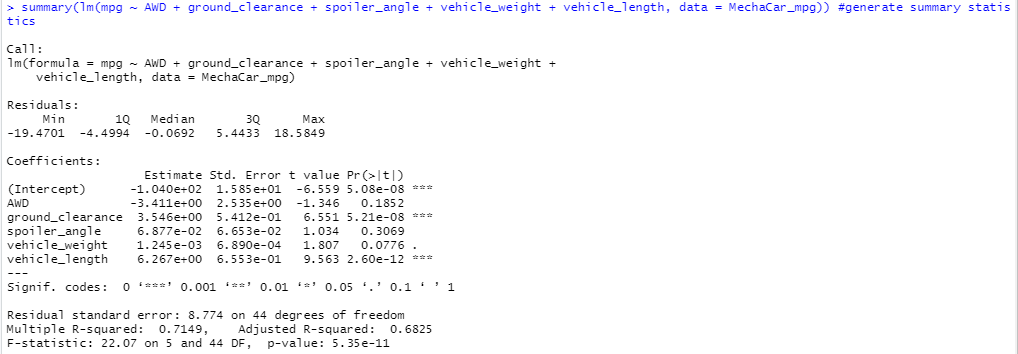 > summary(lm(mpg ~ AWD + ground_clearance + spoiler_angle + vehicle_weight + vehicle_length, data = MechaCar_mpg)) #generate summary statis
tics
Call:
lm(formula = mpg ~ AWD + ground_clearance + spoiler_angle + vehicle_weight +
    vehicle_length, data = MechaCar_mpg)
Residuals:
     Min       1Q   Median       3Q      Max
-19.4701  -4.4994  -0.0692   5.4433  18.5849
Coefficients:
                   Estimate Std. Error t value Pr(>|t|)
(Intercept)      -1.040e+02  1.585e+01  -6.559 5.08e-08 ***
AWD              -3.411e+00  2.535e+00  -1.346   0.1852
ground_clearance  3.546e+00  5.412e-01   6.551 5.21e-08 ***
spoiler_angle     6.877e-02  6.653e-02   1.034   0.3069
vehicle_weight    1.245e-03  6.890e-04   1.807   0.0776 .
vehicle_length    6.267e+00  6.553e-01   9.563 2.60e-12 ***
---
Signif. codes:  0 ‘***’ 0.001 ‘**’ 0.01 ‘*’ 0.05 ‘.’ 0.1 ‘ ’ 1
Residual standard error: 8.774 on 44 degrees of freedom
Multiple R-squared:  0.7149,    Adjusted R-squared:  0.6825
F-statistic: 22.07 on 5 and 44 DF,  p-value: 5.35e-11